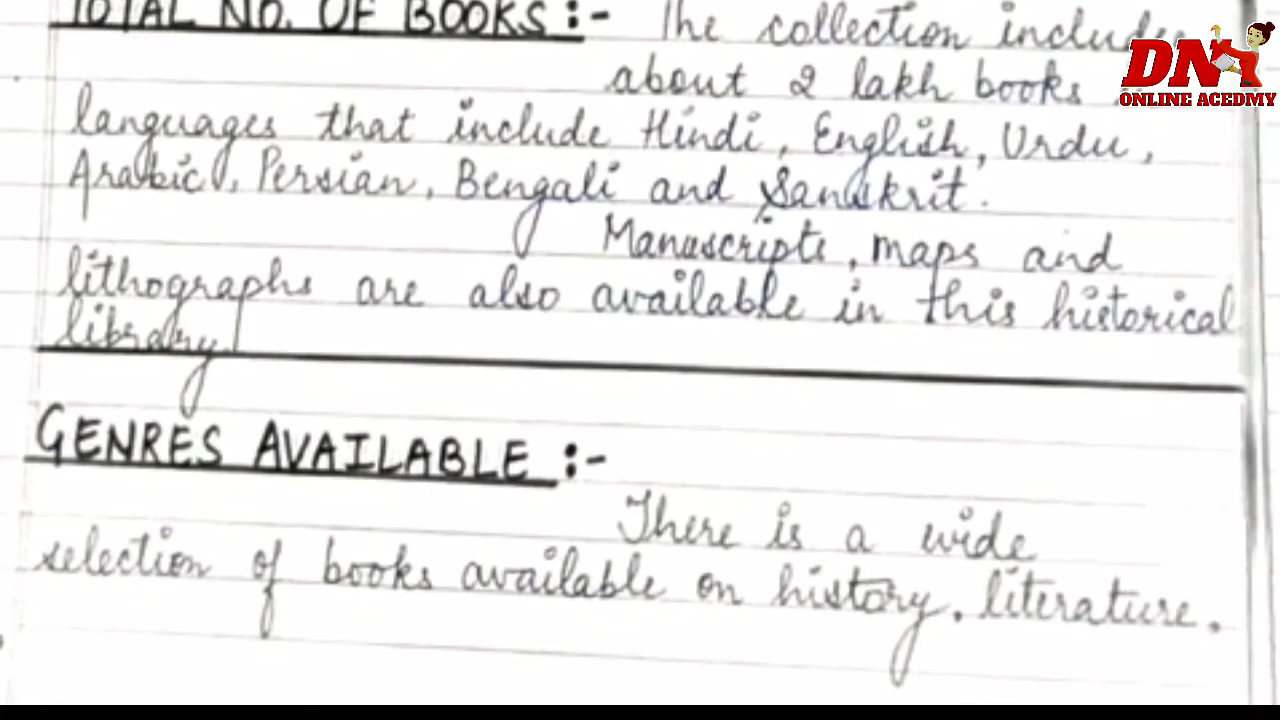 TOTAL NO. OF BOOKS :- The collection includes
about 2 lakh books
languages that include Hindi, English, Urdu,
Arabic, Persian, Bengali and Sanskrit.
Manuscripts, maps and
lithographs are also available in this historical
library.
GENRES AVAILABLE :-
There is a wide
selection of books available on history, literature.
DNY
ONLINE ACEDMY